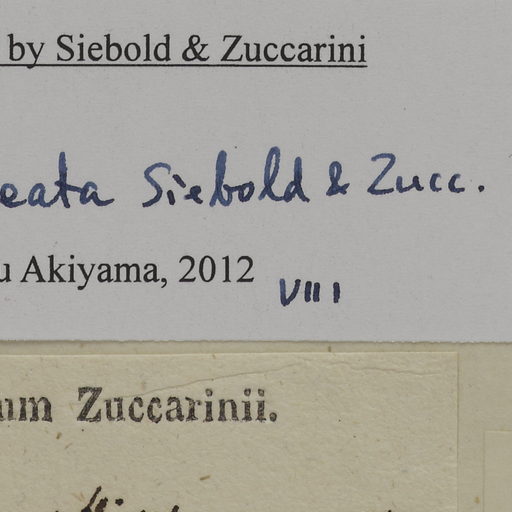 by Siebold & Zuccarini
eata Siebold & Zucc.
u Akiyama, 2012 VIII
um Zuccarinii.